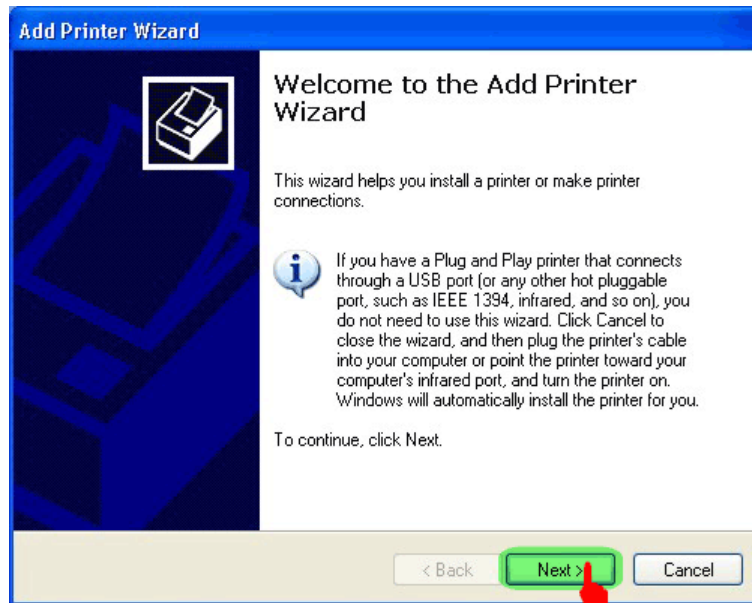 Add Printer Wizard
Welcome to the Add Printer
Wizard
This wizard helps you install a printer or make printer
connections.
If you have a Plug and Play printer that connects
through a USB port (or any other hot pluggable
port, such as IEEE 1394, infrared, and so on), you
do not need to use this wizard. Click Cancel to
close the wizard, and then plug the printer's cable
into your computer or point the printer toward your
computer's infrared port, and turn the printer on.
Windows will automatically install the printer for you.
To continue, click Next.
< Back Next > Cancel